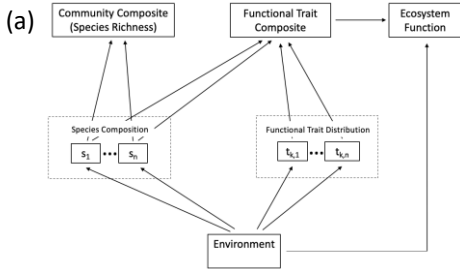 (a)
Community Composite
(Species Richness)
Functional Trait
Composite
Ecosystem
Function
Species Composition
s1 ••• sn
Functional Trait Distribution
tk,1 ••• tk,n
Environment